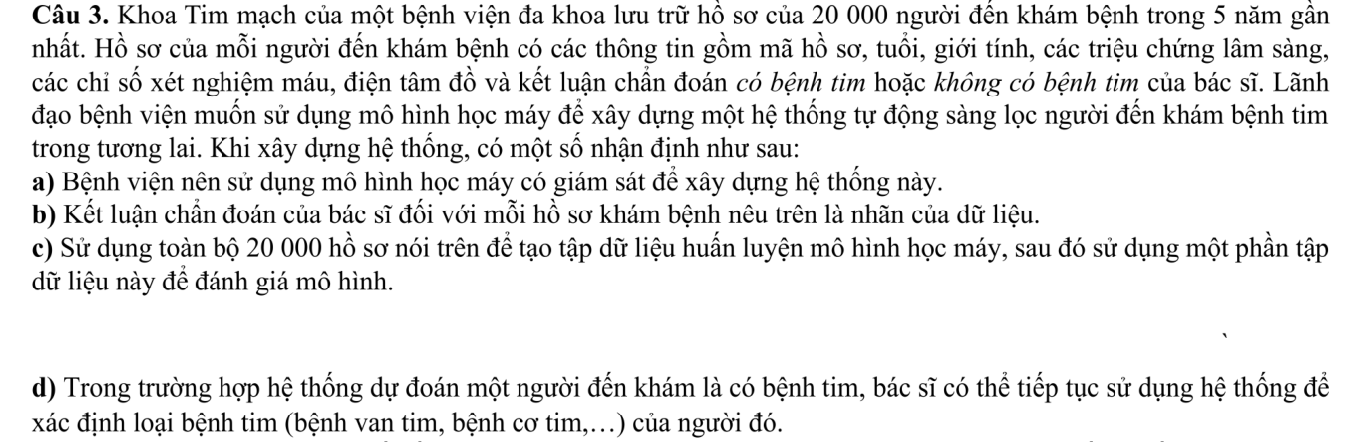 Câu 3. Khoa Tim mạch của một bệnh viện đa khoa lưu trữ hồ sơ của 20 000 người đến khám bệnh trong 5 năm gần
nhất. Hồ sơ của mỗi người đến khám bệnh có các thông tin gồm mã hồ sơ, tuổi, giới tính, các triệu chứng lâm sàng,
các chỉ số xét nghiệm máu, điện tâm đồ và kết luận chẩn đoán có bệnh tim hoặc không có bệnh tim của bác sĩ. Lãnh
đạo bệnh viện muốn sử dụng mô hình học máy để xây dựng một hệ thống tự động sàng lọc người đến khám bệnh tim
trong tương lai. Khi xây dựng hệ thống, có một số nhận định như sau:
a) Bệnh viện nên sử dụng mô hình học máy có giám sát để xây dựng hệ thống này.
b) Kết luận chẩn đoán của bác sĩ đối với mỗi hồ sơ khám bệnh nêu trên là nhãn của dữ liệu.
c) Sử dụng toàn bộ 20 000 hồ sơ nói trên để tạo tập dữ liệu huấn luyện mô hình học máy, sau đó sử dụng một phần tập
dữ liệu này để đánh giá mô hình.
d) Trong trường hợp hệ thống dự đoán một người đến khám là có bệnh tim, bác sĩ có thể tiếp tục sử dụng hệ thống để
xác định loại bệnh tim (bệnh van tim, bệnh cơ tim,…) của người đó.